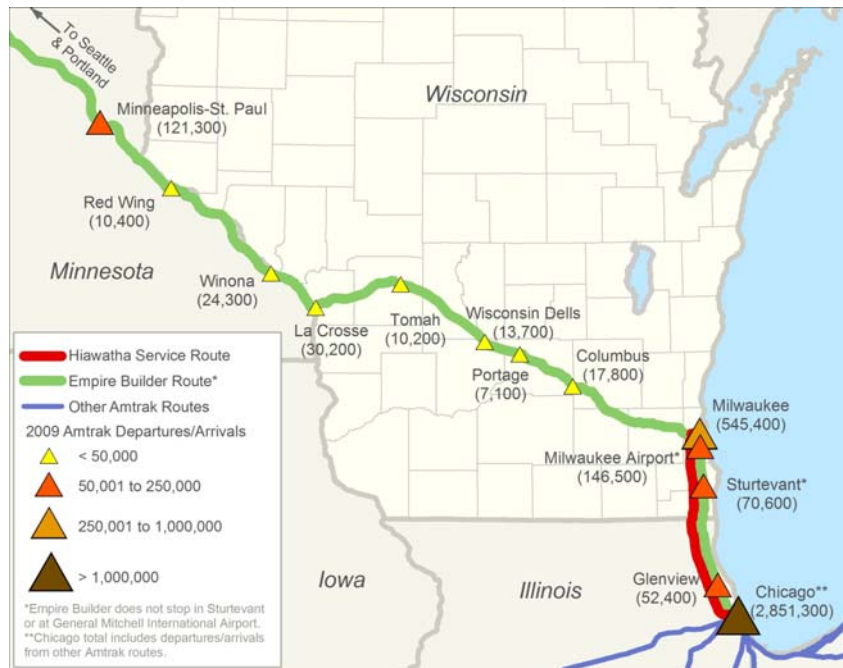 To Seattle
& Portland
Wisconsin
Minneapolis-St. Paul
(121,300)
Red Wing
(10,400)
Minnesota
Winona
(24,300)
La Crosse
(30,200)
Tomah
(10,200)
Wisconsin Dells
(13,700)
Portage
(7,100)
Columbus
(17,800)
Milwaukee
(545,400)
Milwaukee Airport*
(146,500)
Sturtevant*
(70,600)
Glenview
(52,400)
Chicago**
(2,851,300)
Iowa
Illinois
Hiawatha Service Route
Empire Builder Route*
Other Amtrak Routes
2009 Amtrak Departures/Arrivals
< 50,000
50,001 to 250,000
250,001 to 1,000,000
> 1,000,000
*Empire Builder does not stop in Sturtevant
or at General Mitchell International Airport.
**Chicago total includes departures/arrivals
from other Amtrak routes.